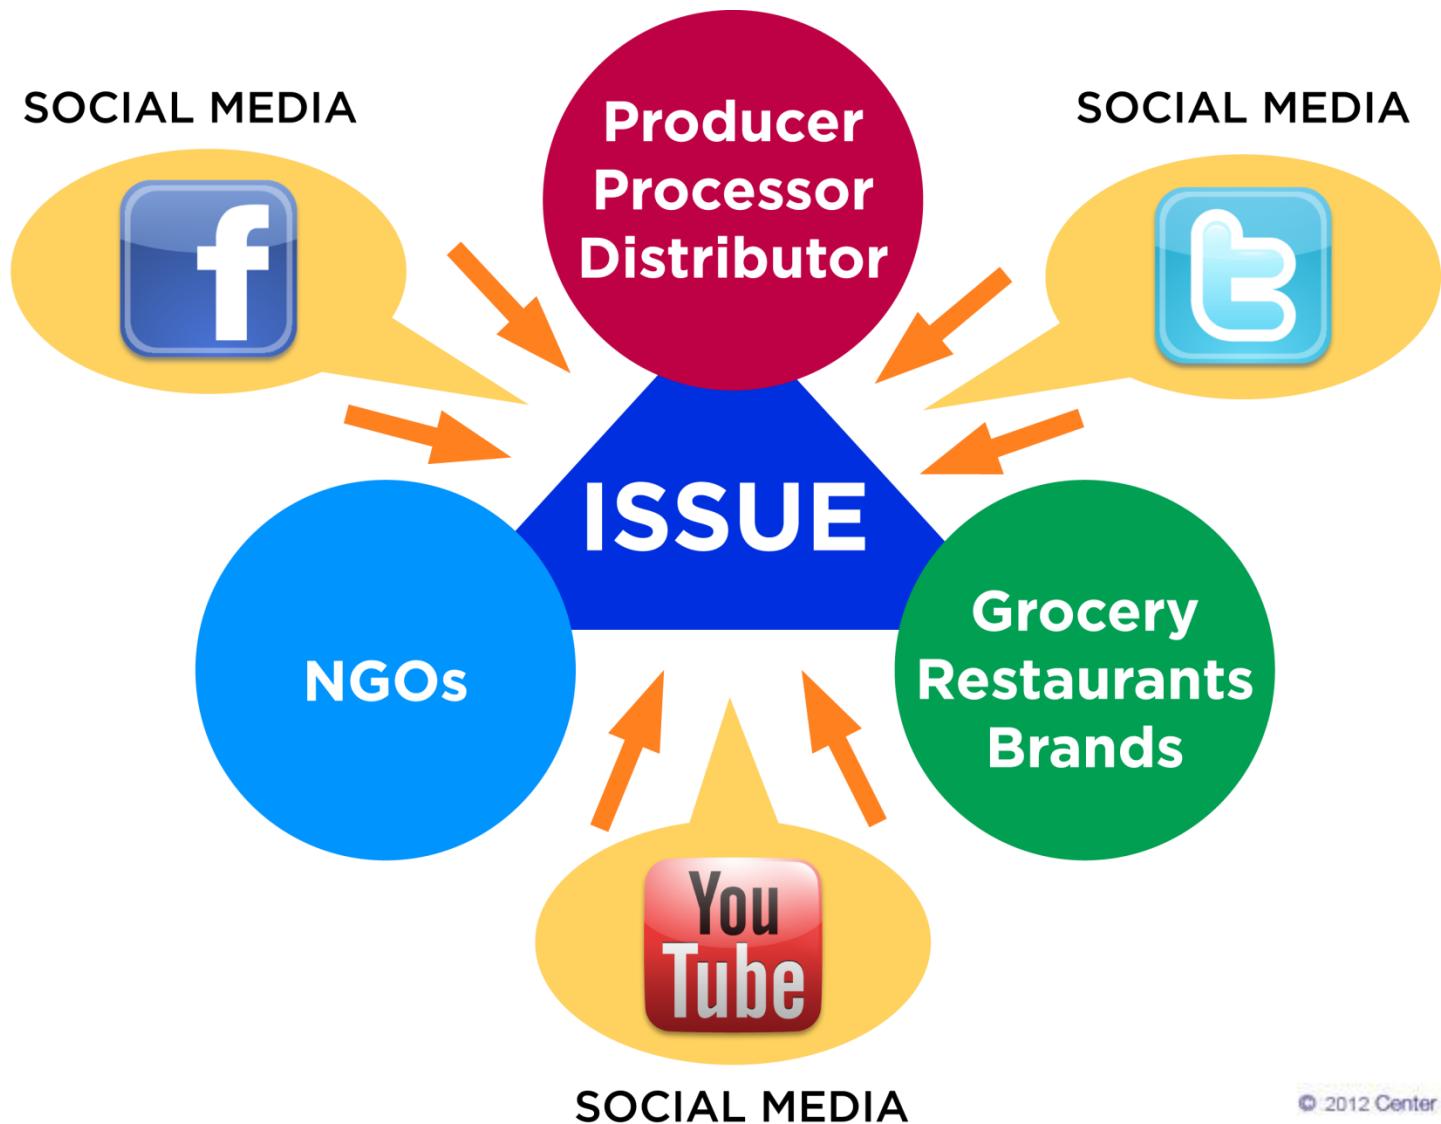 SOCIAL MEDIA
SOCIAL MEDIA
Producer
Processor
Distributor
f
t
ISSUE
NGOs
Grocery
Restaurants
Brands
You
Tube
SOCIAL MEDIA
© 2012 Center